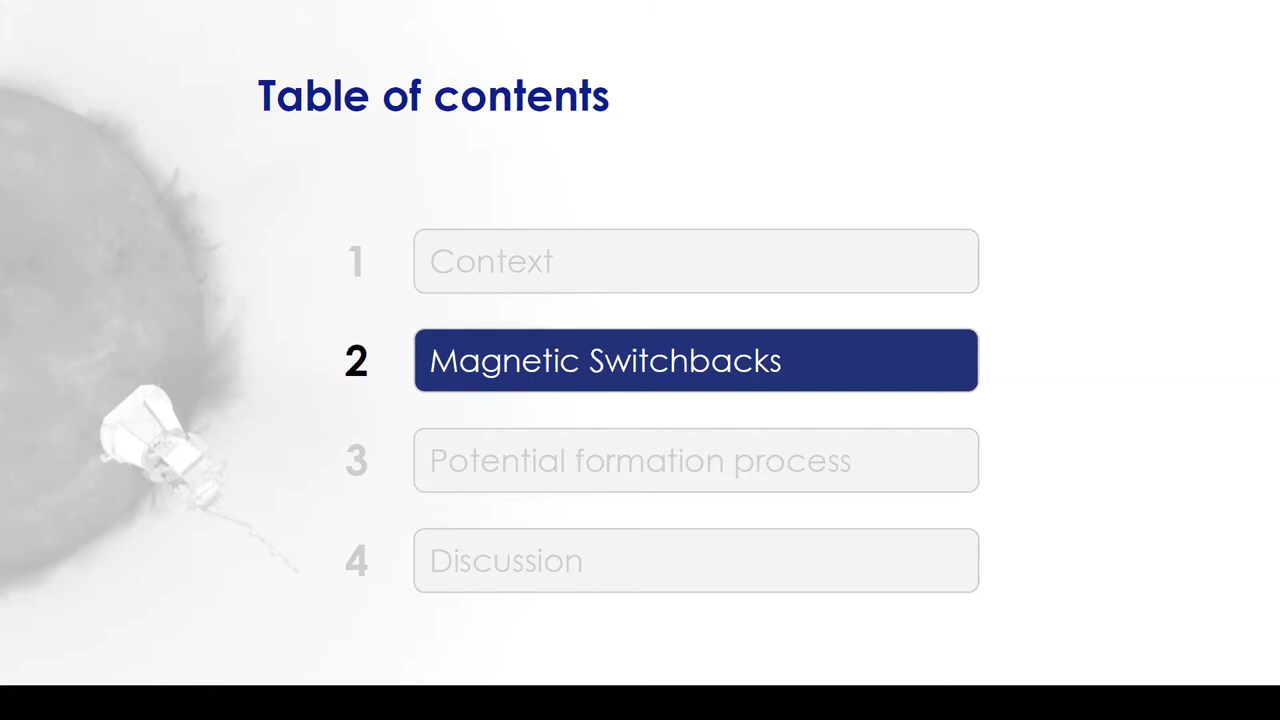 Table of contents
1 Context
2 Magnetic Switchbacks
3 Potential formation process
4 Discussion